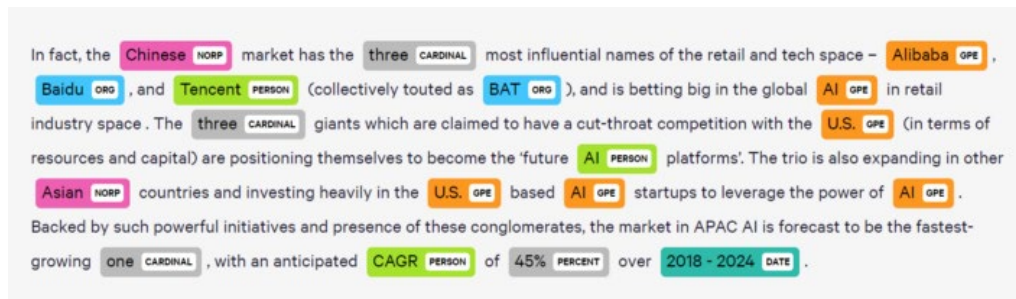 In fact, the Chinese NORP market has the three CARDINAL most influential names of the retail and tech space – Alibaba GPE ,
Baidu ORG , and Tencent PERSON (collectively touted as BAT ORG ), and is betting big in the global AI GPE in retail
industry space . The three CARDINAL giants which are claimed to have a cut-throat competition with the U.S. GPE (in terms of
resources and capital) are positioning themselves to become the ‘future AI PERSON platforms’. The trio is also expanding in other
Asian NORP countries and investing heavily in the U.S. GPE based AI GPE startups to leverage the power of AI GPE .
Backed by such powerful initiatives and presence of these conglomerates, the market in APAC AI is forecast to be the fastest-
growing one CARDINAL , with an anticipated CAGR PERSON of 45% PERCENT over 2018 - 2024 DATE .